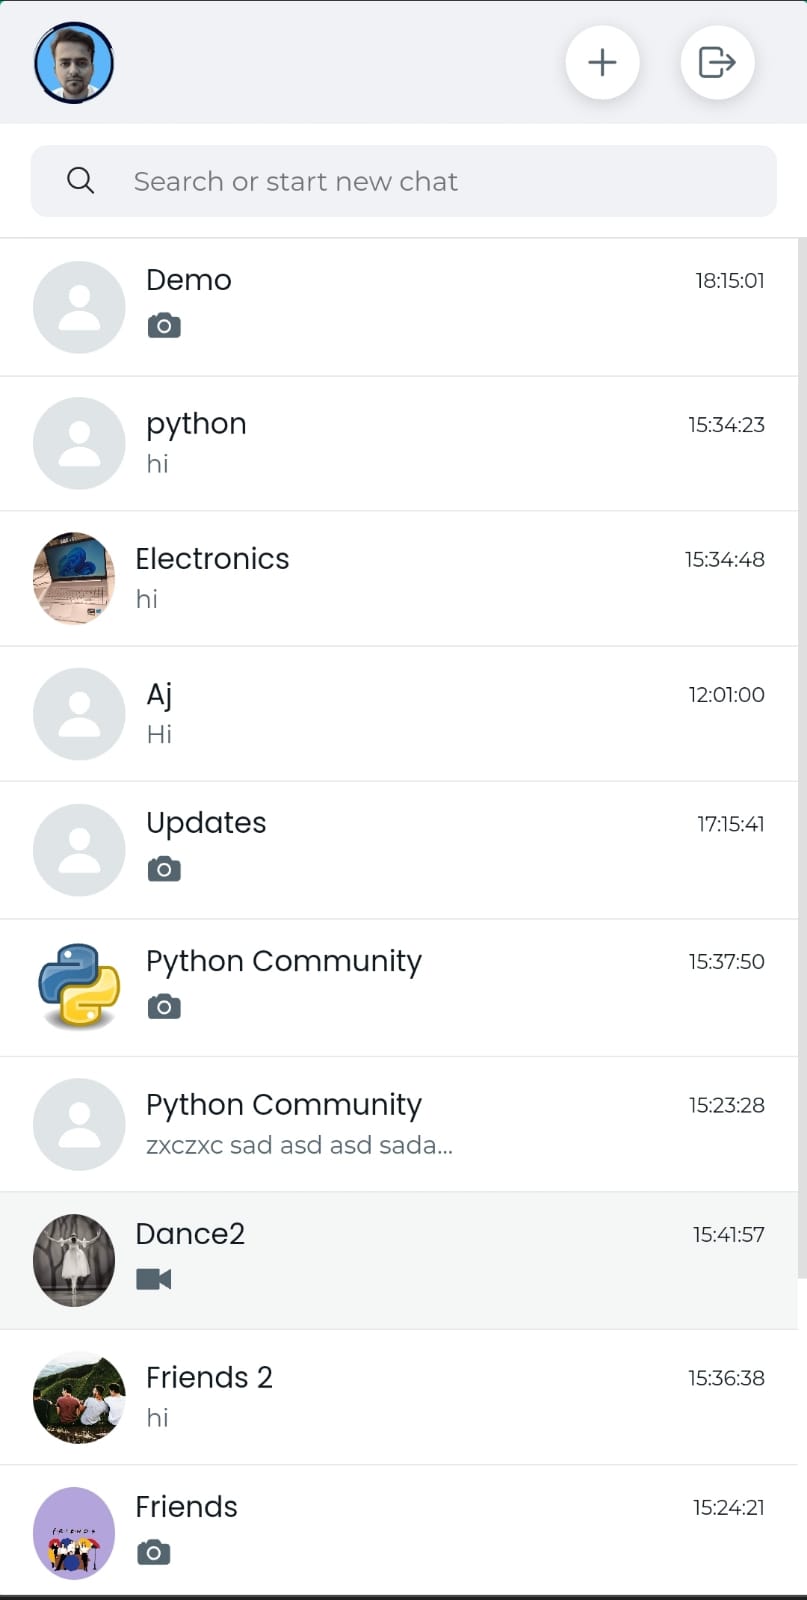 Search or start new chat
Demo 18:15:01
python 15:34:23
hi
Electronics 15:34:48
hi
Aj 12:01:00
Hi
Updates 17:15:41
Python Community 15:37:50
Python Community 15:23:28
zxczxc sad asd asd sada...
Dance2 15:41:57
Friends 2 15:36:38
hi
Friends 15:24:21
FRIENDS